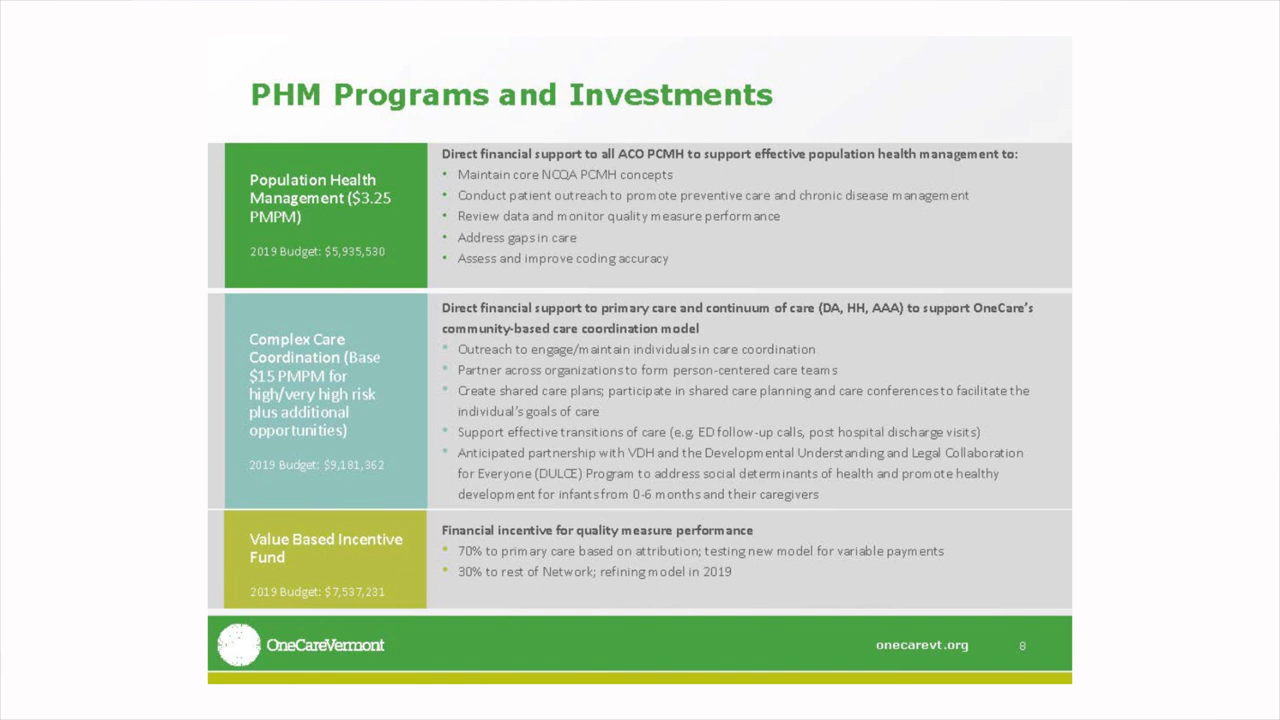 PHM Programs and Investments
Population Health
Management ($3.25
PMPM)
2019 Budget: $5,935,530
Direct financial support to all ACO PCMH to support effective population health management to:
• Maintain core NCQA PCMH concepts
• Conduct patient outreach to promote preventive care and chronic disease management
• Review data and monitor quality measure performance
• Address gaps in care
• Assess and improve coding accuracy
Complex Care
Coordination (Base
$15 PMPM for
high/very high risk
plus additional
opportunities)
2019 Budget: $9,181,362
Direct financial support to primary care and continuum of care (DA, HH, AAA) to support OneCare's
community-based care coordination model
• Outreach to engage/maintain individuals in care coordination
• Partner across organizations to form person-centered care teams
• Create shared care plans; participate in shared care planning and care conferences to facilitate the
individual's goals of care
• Support effective transitions of care (e.g. ED follow-up calls, post hospital discharge visits)
• Anticipated partnership with VDH and the Developmental Understanding and Legal Collaboration
for Everyone (DULCE) Program to address social determinants of health and promote healthy
development for infants from 0-6 months and their caregivers
Value Based Incentive
Fund
2019 Budget: $7,537,231
Financial incentive for quality measure performance
• 70% to primary care based on attribution; testing new model for variable payments
• 30% to rest of Network; refining model in 2019
OneCareVermont
onecarevt.org
8